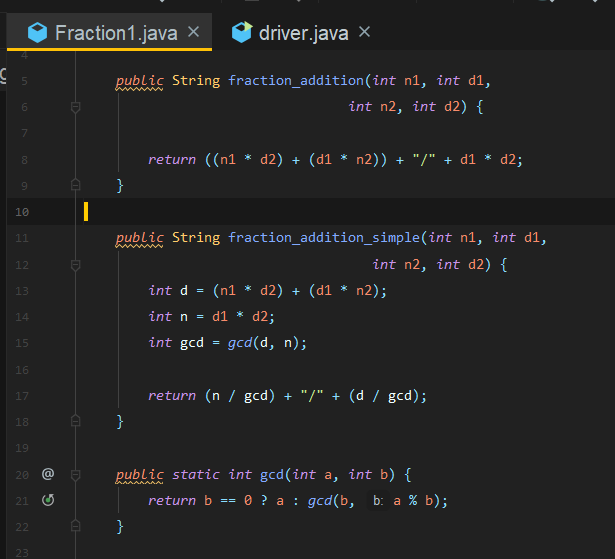 Fraction1.java × driver.java ×
4
5 public String fraction_addition(int n1, int d1,
6 int n2, int d2) {
7
8 return ((n1 * d2) + (d1 * n2)) + "/" + d1 * d2;
9 }
10
11 public String fraction_addition_simple(int n1, int d1,
12 int n2, int d2) {
13 int d = (n1 * d2) + (d1 * n2);
14 int n = d1 * d2;
15 int gcd = gcd(d, n);
16
17 return (n / gcd) + "/" + (d / gcd);
18 }
19
20 @ public static int gcd(int a, int b) {
21 return b == 0 ? a : gcd(b, b: a % b);
22 }
23